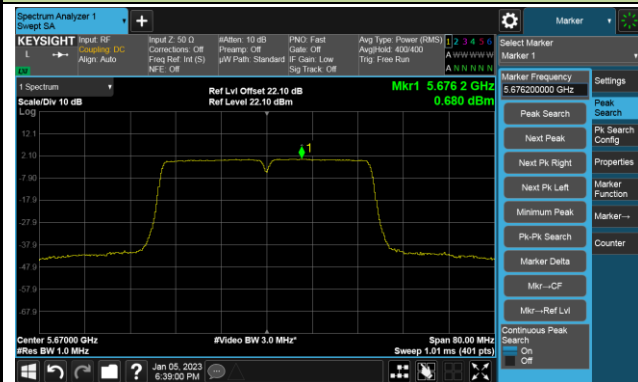 Spectrum Analyzer 1
Swept SA
Marker
KEYSIGHT
L
Input: RF
Coupling: DC
Align: Auto
Input Z: 50 Ω
Corrections: Off
Freq Ref: Int (S)
NFE: Off
#Atten: 10 dB
Preamp: Off
µW Path: Standard
PNO: Fast
Gate: Off
IF Gain: Low
Sig Track: Off
Avg Type: Power (RMS)
Avg|Hold: 400/400
Trig: Free Run
1 2 3 4 5 6
A W W W W W
A N N N N N
Select Marker
Marker 1
1 Spectrum
Scale/Div 10 dB
Log
Ref Lvl Offset 22.10 dB
Ref Level 22.10 dBm
Mkr1 5.676 2 GHz
0.680 dBm
12.1
2.10
-7.90
-17.9
-27.9
-37.9
-47.9
-57.9
-67.9
1
Center 5.67000 GHz
#Res BW 1.0 MHz
#Video BW 3.0 MHz*
Span 80.00 MHz
Sweep 1.01 ms (401 pts)
Marker Frequency
5.676200000 GHz
Peak Search
Next Peak
Next Pk Right
Next Pk Left
Minimum Peak
Pk-Pk Search
Marker Delta
Mkr→CF
Mkr→Ref Lvl
Continuous Peak
Search
On
Off
Settings
Peak
Search
Pk Search
Config
Properties
Marker
Function
Marker→
Counter
Jan 05, 2023
6:39:00 PM